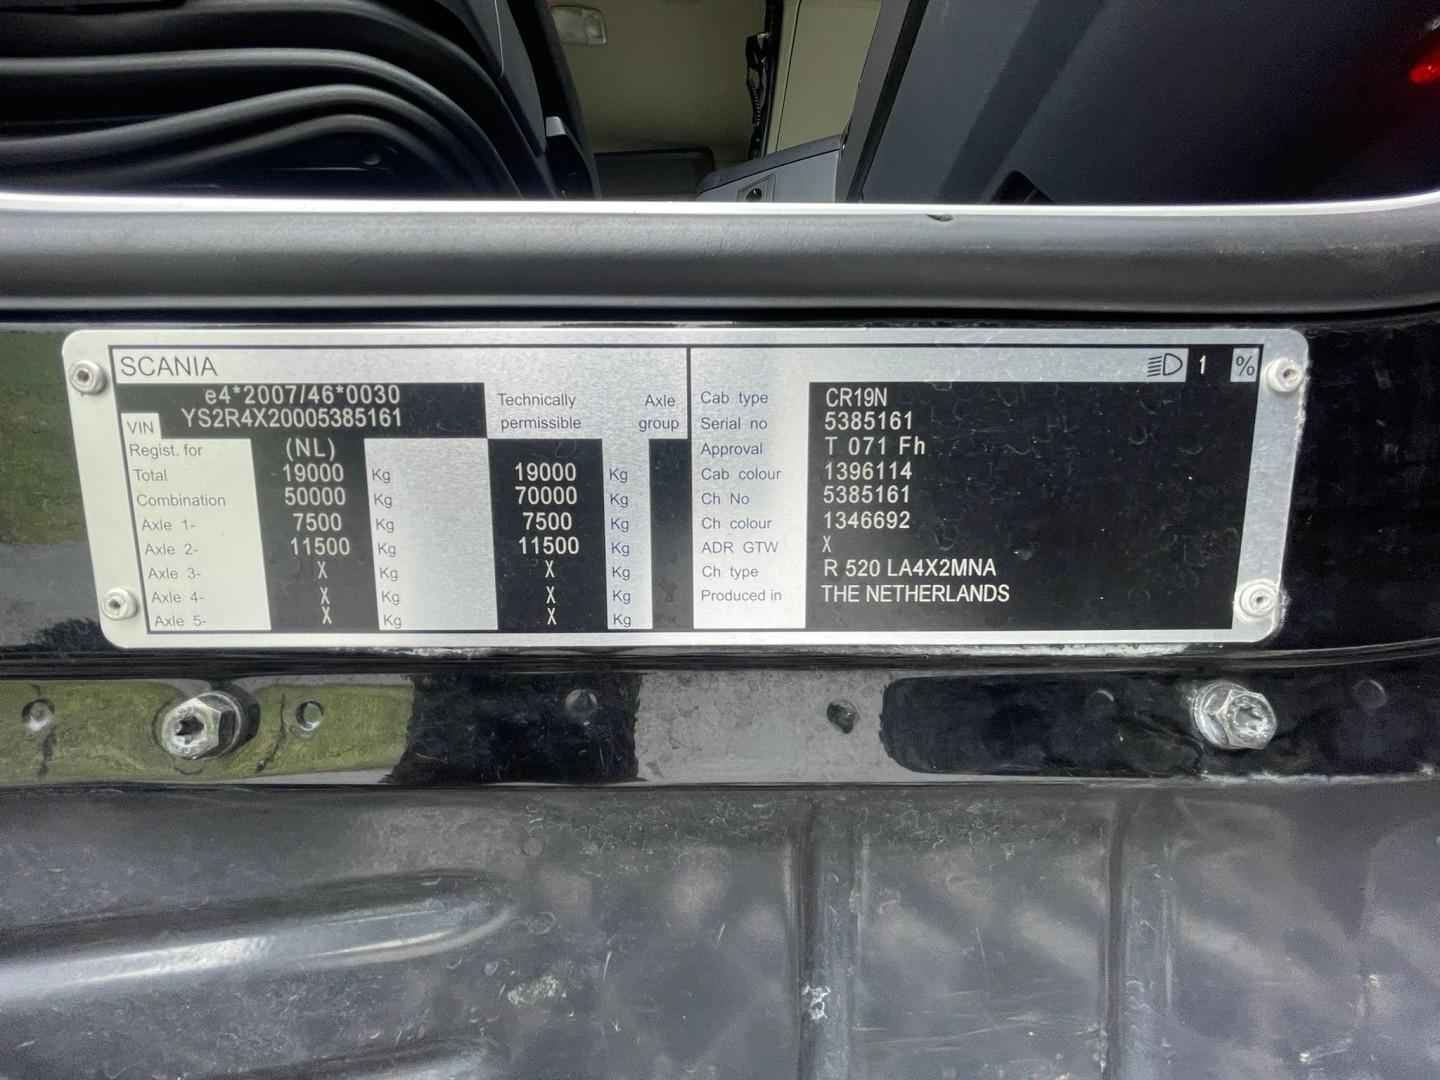 SCANIA
e4*2007/46*0030
VIN YS2R4X20005385161
Technically permissible Axle group
Regist. for (NL)
Total 19000 Kg 19000 Kg
Combination 50000 Kg 70000 Kg
Axle 1- 7500 Kg 7500 Kg
Axle 2- 11500 Kg 11500 Kg
Axle 3- X Kg X Kg
Axle 4- X Kg X Kg
Axle 5- X Kg X Kg
1 %
Cab type CR19N
Serial no 5385161
Approval T 071 Fh
Cab colour 1396114
Ch No 5385161
Ch colour 1346692
ADR GTW X
Ch type R 520 LA4X2MNA
Produced in THE NETHERLANDS